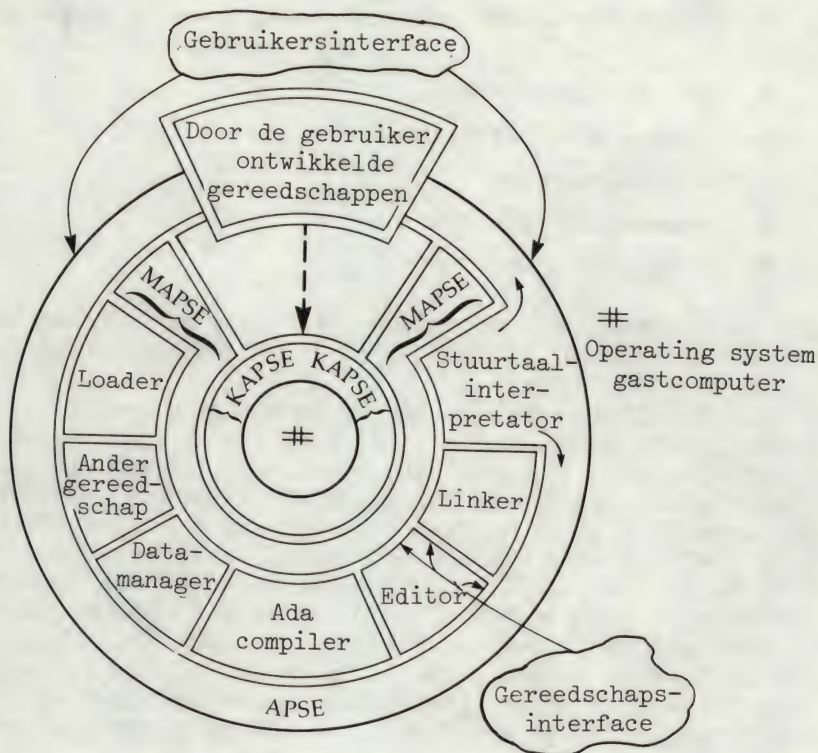 Gebruikersinterface
Door de gebruiker
ontwikkelde
gereedschappen
MAPSE
MAPSE
KAPSE KAPSE
⌗
⌗
Operating system
gastcomputer
Stuurtaal-
inter-
pretator
Loader
Ander
gereed-
schap
Linker
Data-
manager
Editor
Ada
compiler
APSE
Gereedschaps-
interface